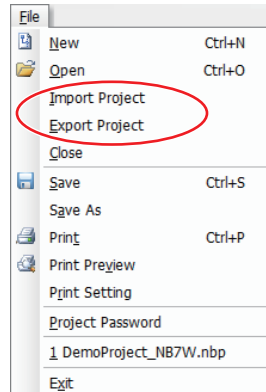 File
New Ctrl+N
Open Ctrl+O
Import Project
Export Project
Close
Save Ctrl+S
Save As
Print Ctrl+P
Print Preview
Print Setting
Project Password
1 DemoProject_NB7W.nbp
Exit